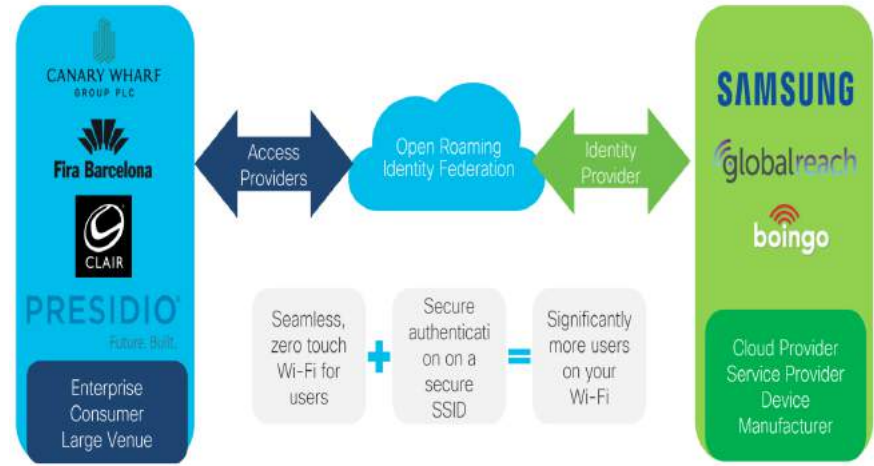 CANARY WHARF
GROUP PLC
Fira Barcelona
CLAIR
PRESIDIO®
Future. Built.
Enterprise
Consumer
Large Venue
Access
Providers
Open Roaming
Identity Federation
Identity
Provider
Seamless,
zero touch
Wi-Fi for
users
+
Secure
authenticati
on on a
secure
SSID
=
Significantly
more users
on your
Wi-Fi
SAMSUNG
globalreach
boingo
Cloud Provider
Service Provider
Device
Manufacturer